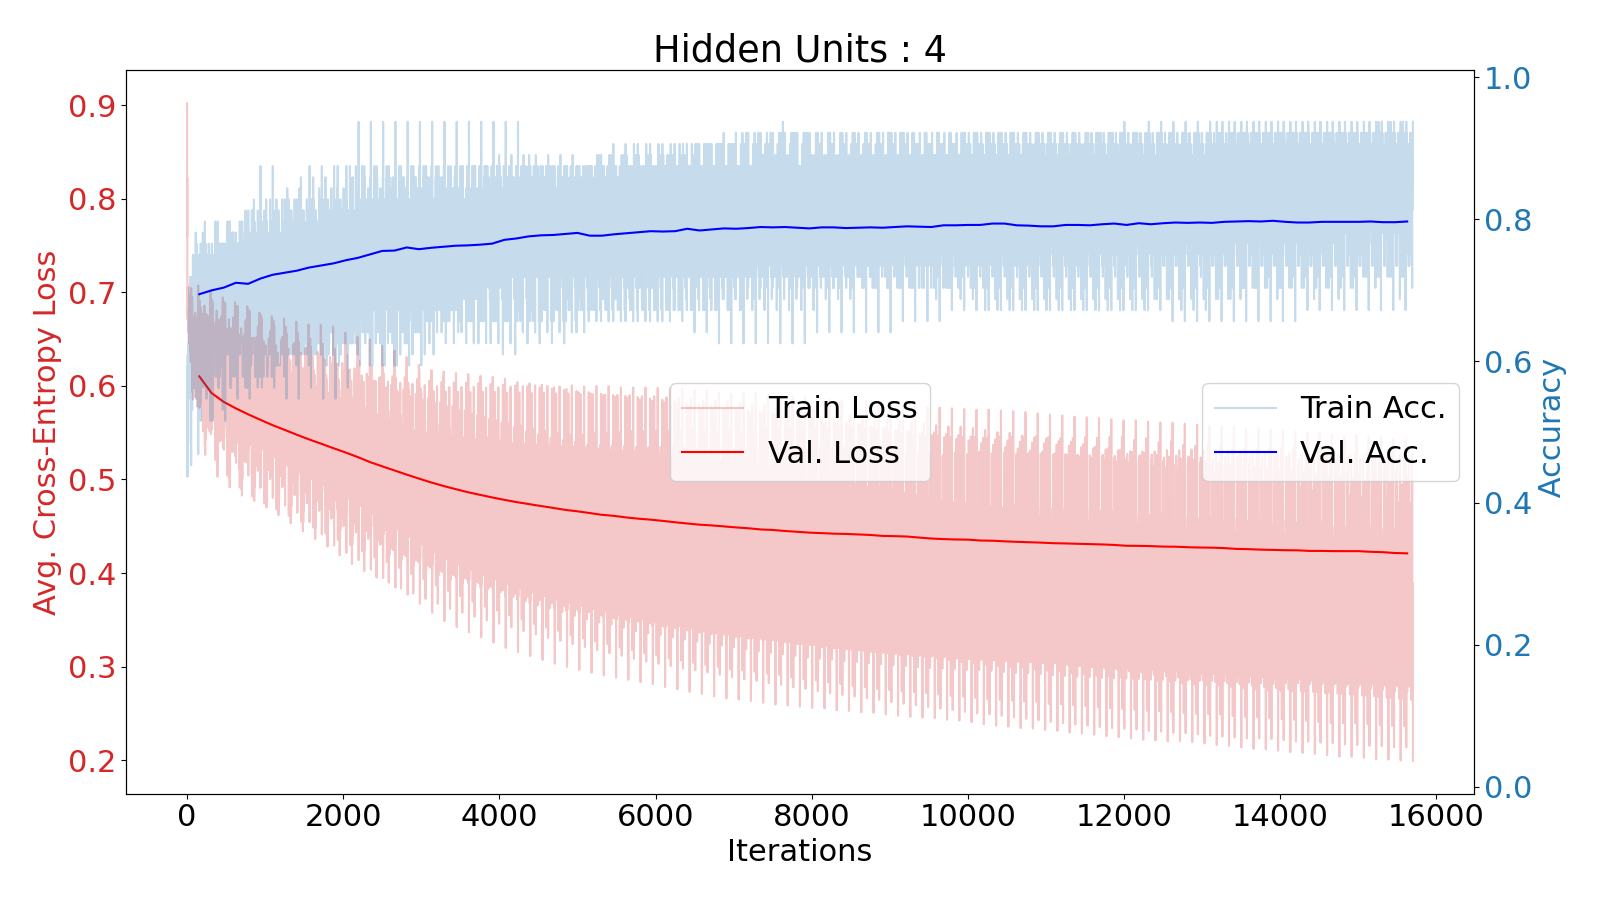 Hidden Units : 4
Avg. Cross-Entropy Loss
0.9
0.8
0.7
0.6
0.5
0.4
0.3
0.2
1.0
0.8
0.6
0.4
0.2
0.0
Accuracy
Train Loss
Val. Loss
Train Acc.
Val. Acc.
0 2000 4000 6000 8000 10000 12000 14000 16000
Iterations